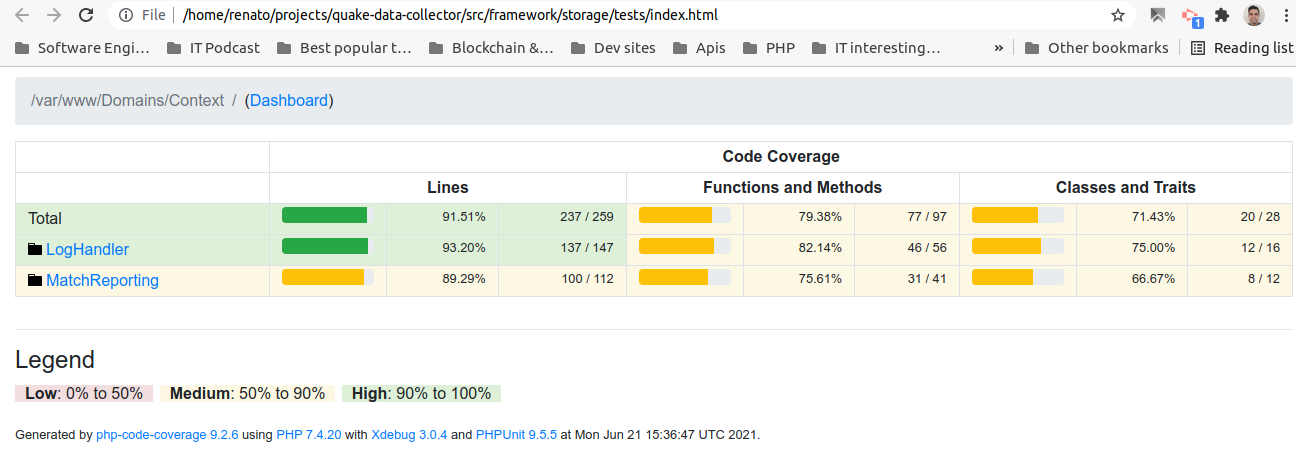 File /home/renato/projects/quake-data-collector/src/framework/storage/tests/index.html 1
Software Engi… IT Podcast Best popular t… Blockchain &… Dev sites Apis PHP IT interesting… » Other bookmarks Reading list
/var/www/Domains/Context / (Dashboard)
Code Coverage
Lines Functions and Methods Classes and Traits
Total 91.51% 237 / 259 79.38% 77 / 97 71.43% 20 / 28
LogHandler 93.20% 137 / 147 82.14% 46 / 56 75.00% 12 / 16
MatchReporting 89.29% 100 / 112 75.61% 31 / 41 66.67% 8 / 12
Legend
Low: 0% to 50% Medium: 50% to 90% High: 90% to 100%
Generated by php-code-coverage 9.2.6 using PHP 7.4.20 with Xdebug 3.0.4 and PHPUnit 9.5.5 at Mon Jun 21 15:36:47 UTC 2021.